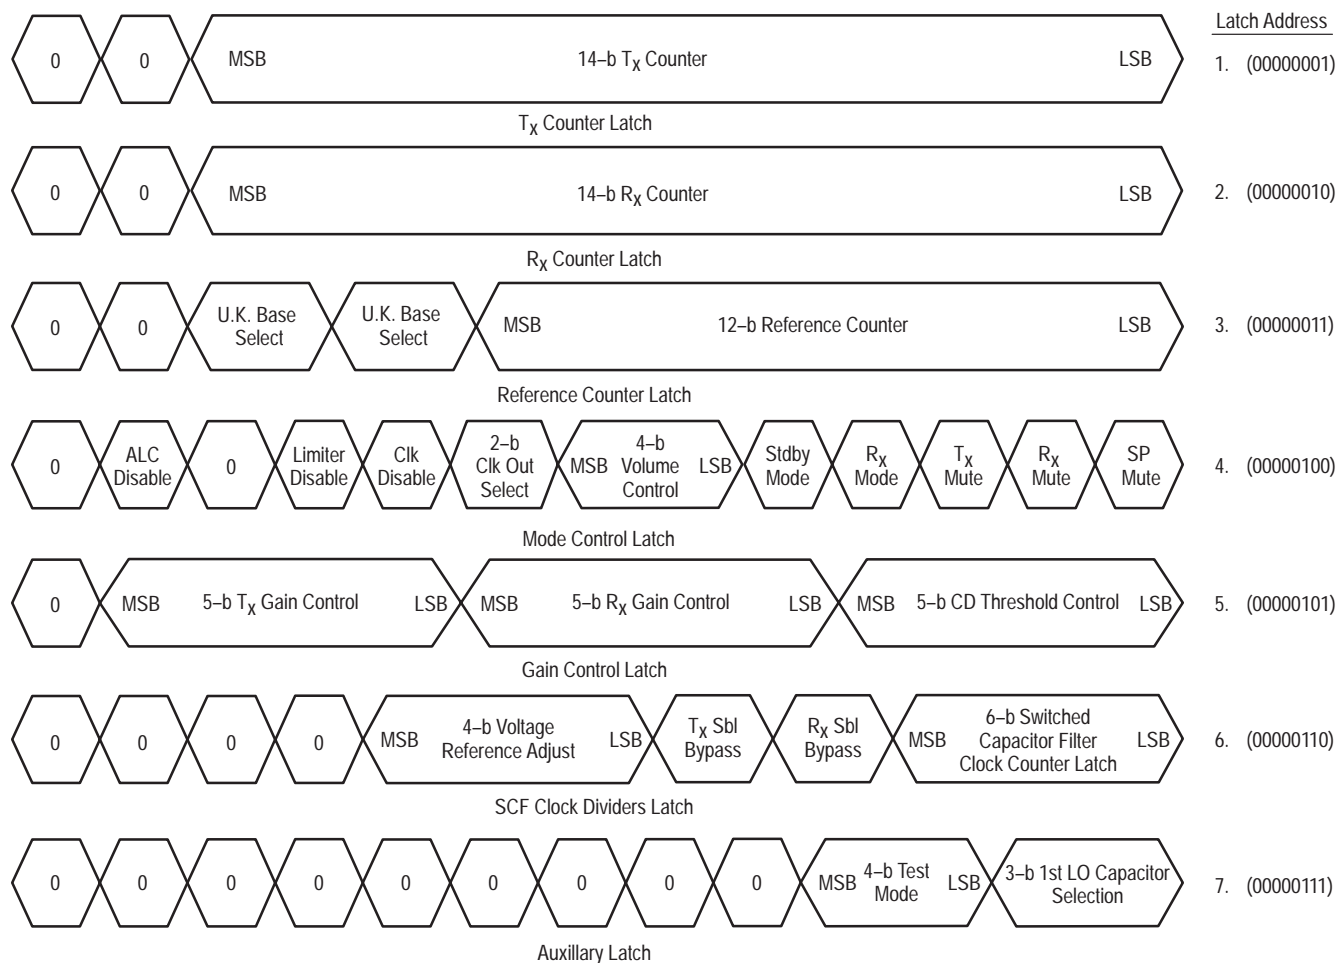 Latch Address
0 0 MSB 14–b Tx Counter LSB 1. (00000001)
Tx Counter Latch
0 0 MSB 14–b Rx Counter LSB 2. (00000010)
Rx Counter Latch
0 0 U.K. Base Select U.K. Base Select MSB 12–b Reference Counter LSB 3. (00000011)
Reference Counter Latch
0 ALC Disable 0 Limiter Disable Clk Disable 2–b Clk Out Select MSB 4–b Volume Control LSB Stdby Mode Rx Mode Tx Mute Rx Mute SP Mute 4. (00000100)
Mode Control Latch
0 MSB 5–b Tx Gain Control LSB MSB 5–b Rx Gain Control LSB MSB 5–b CD Threshold Control LSB 5. (00000101)
Gain Control Latch
0 0 0 0 MSB 4–b Voltage Reference Adjust LSB Tx Sbl Bypass Rx Sbl Bypass MSB 6–b Switched Capacitor Filter Clock Counter Latch LSB 6. (00000110)
SCF Clock Dividers Latch
0 0 0 0 0 0 0 0 0 MSB 4–b Test Mode LSB 3–b 1st LO Capacitor Selection 7. (00000111)
Auxillary Latch